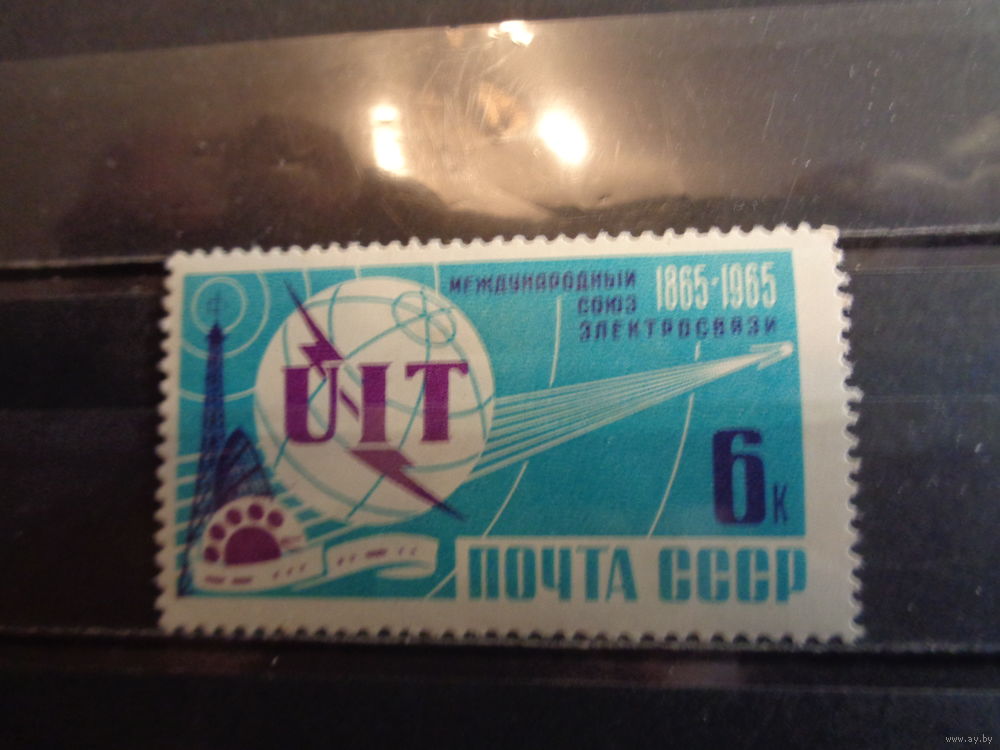 МЕЖДУНАРОДНЫЙ 1865-1965
СОЮЗ
ЭЛЕКТРОСВЯЗИ
UIT
6к
ПОЧТА СССР
www.ay.by